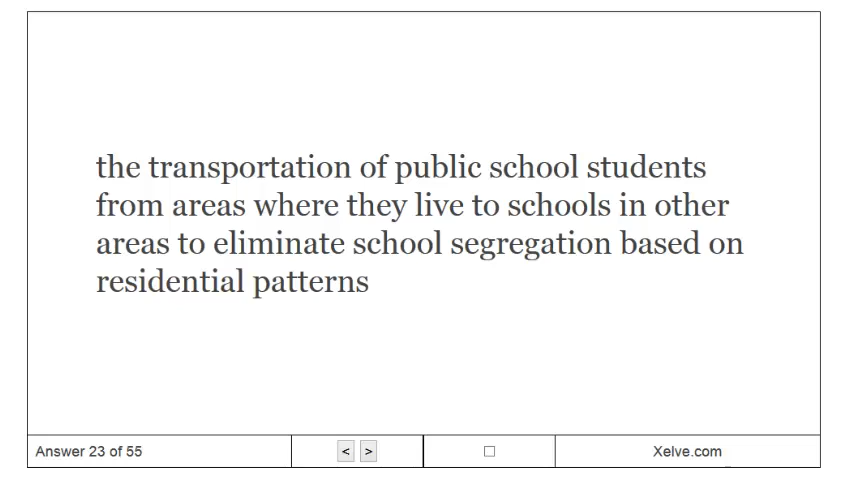 the transportation of public school students
from areas where they live to schools in other
areas to eliminate school segregation based on
residential patterns
Answer 23 of 55
< >
Xelve.com